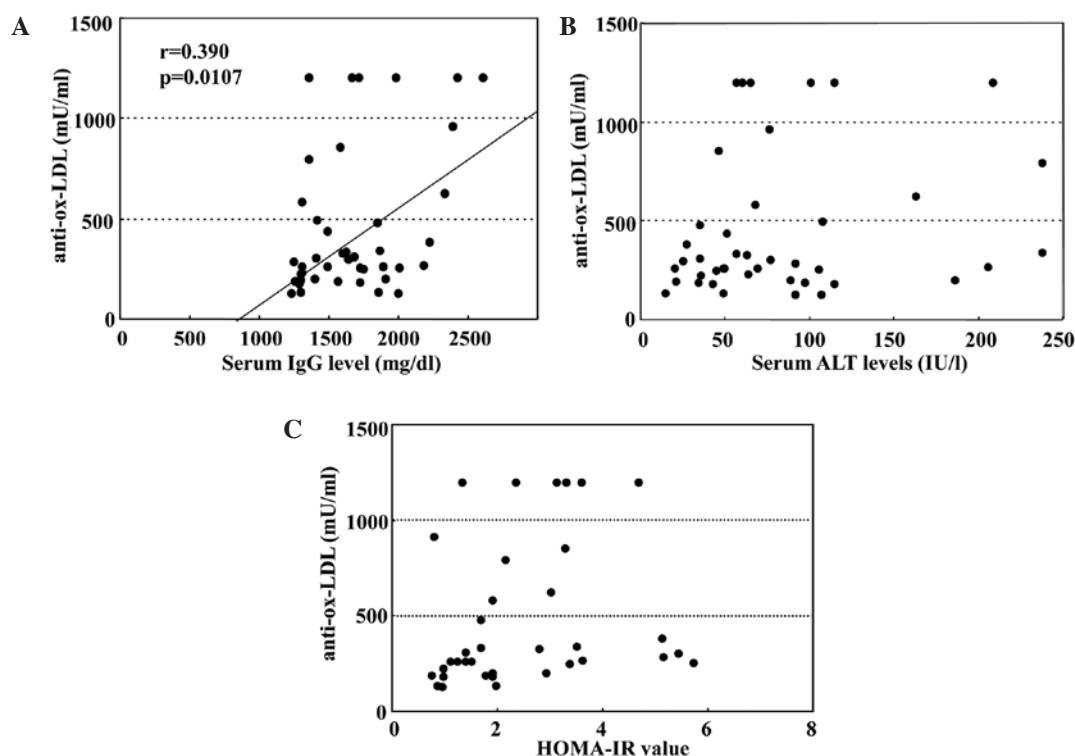 A
1500
1000
500
0
anti-ox-LDL (mU/ml)
r=0.390
p=0.0107
0 500 1000 1500 2000 2500
Serum IgG level (mg/dl)
B
1500
1000
500
0
anti-ox-LDL (mU/ml)
0 50 100 150 200 250
Serum ALT levels (IU/l)
C
1500
1000
500
0
anti-ox-LDL (mU/ml)
0 2 4 6 8
HOMA-IR value